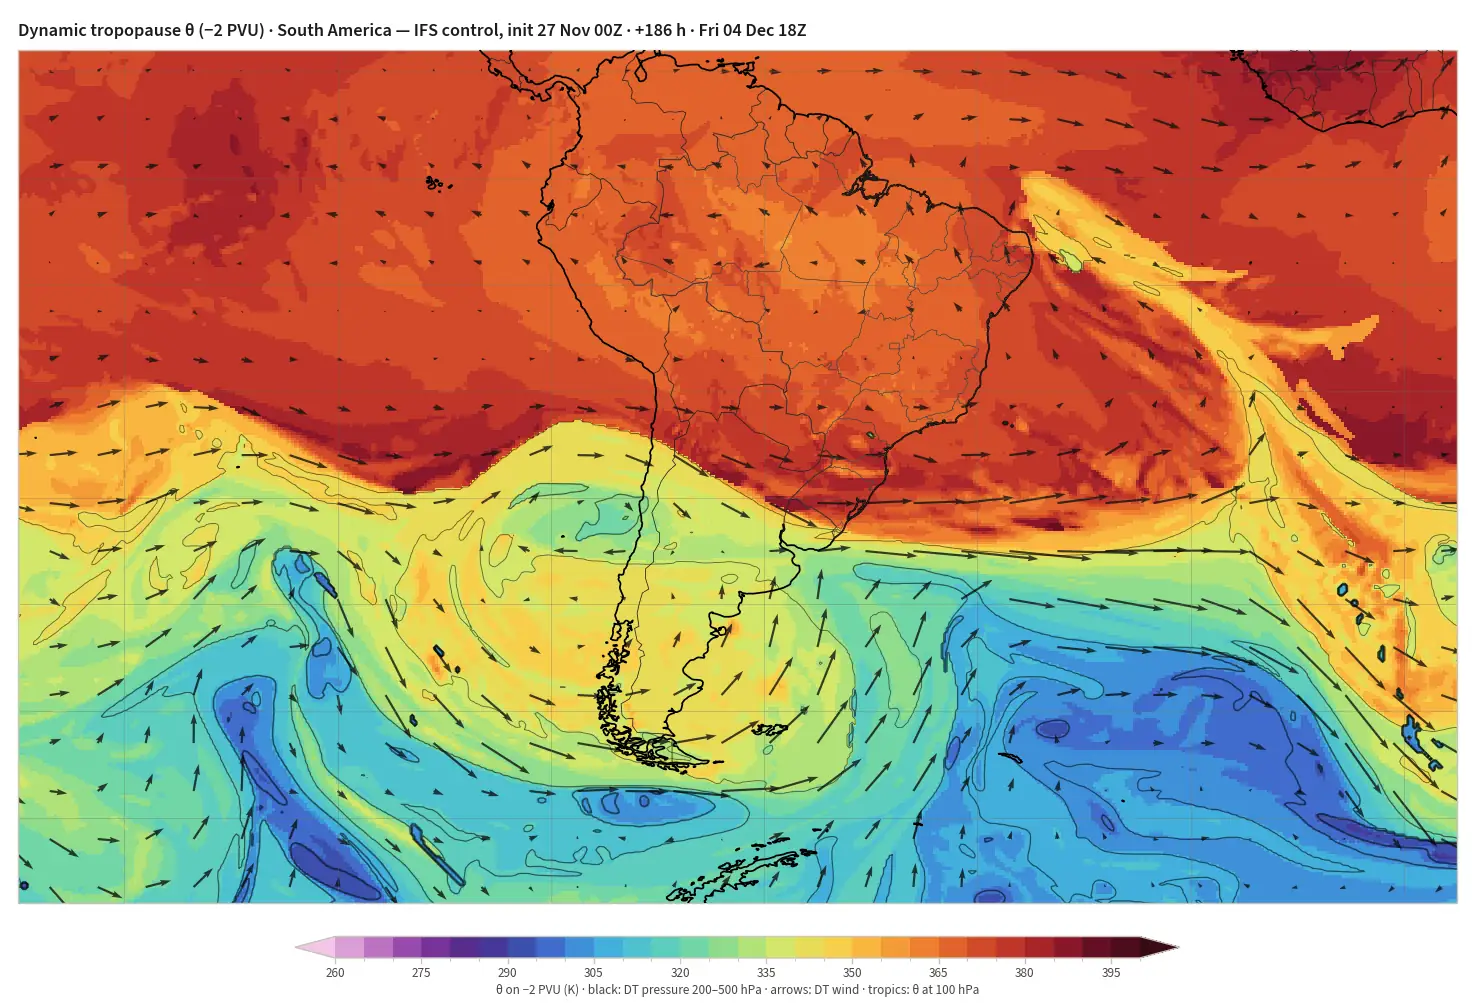 Dynamic tropopause θ (−2 PVU) · South America — IFS control, init 27 Nov 00Z · +186 h · Fri 04 Dec 18Z
260 275 290 305 320 335 350 365 380 395
θ on −2 PVU (K) · black: DT pressure 200–500 hPa · arrows: DT wind · tropics: θ at 100 hPa